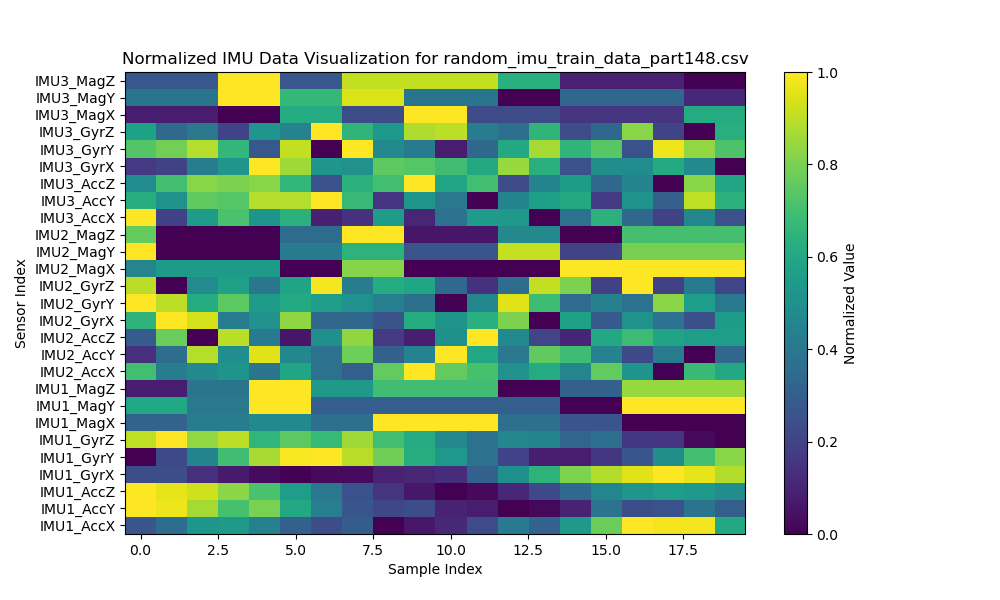 Normalized IMU Data Visualization for random_imu_train_data_part148.csv
IMU3_MagZ
IMU3_MagY
IMU3_MagX
IMU3_GyrZ
IMU3_GyrY
IMU3_GyrX
IMU3_AccZ
IMU3_AccY
IMU3_AccX
IMU2_MagZ
IMU2_MagY
IMU2_MagX
IMU2_GyrZ
IMU2_GyrY
IMU2_GyrX
IMU2_AccZ
IMU2_AccY
IMU2_AccX
IMU1_MagZ
IMU1_MagY
IMU1_MagX
IMU1_GyrZ
IMU1_GyrY
IMU1_GyrX
IMU1_AccZ
IMU1_AccY
IMU1_AccX
Sensor Index
0.0 2.5 5.0 7.5 10.0 12.5 15.0 17.5
Sample Index
1.0
0.8
0.6
0.4
0.2
0.0
Normalized Value